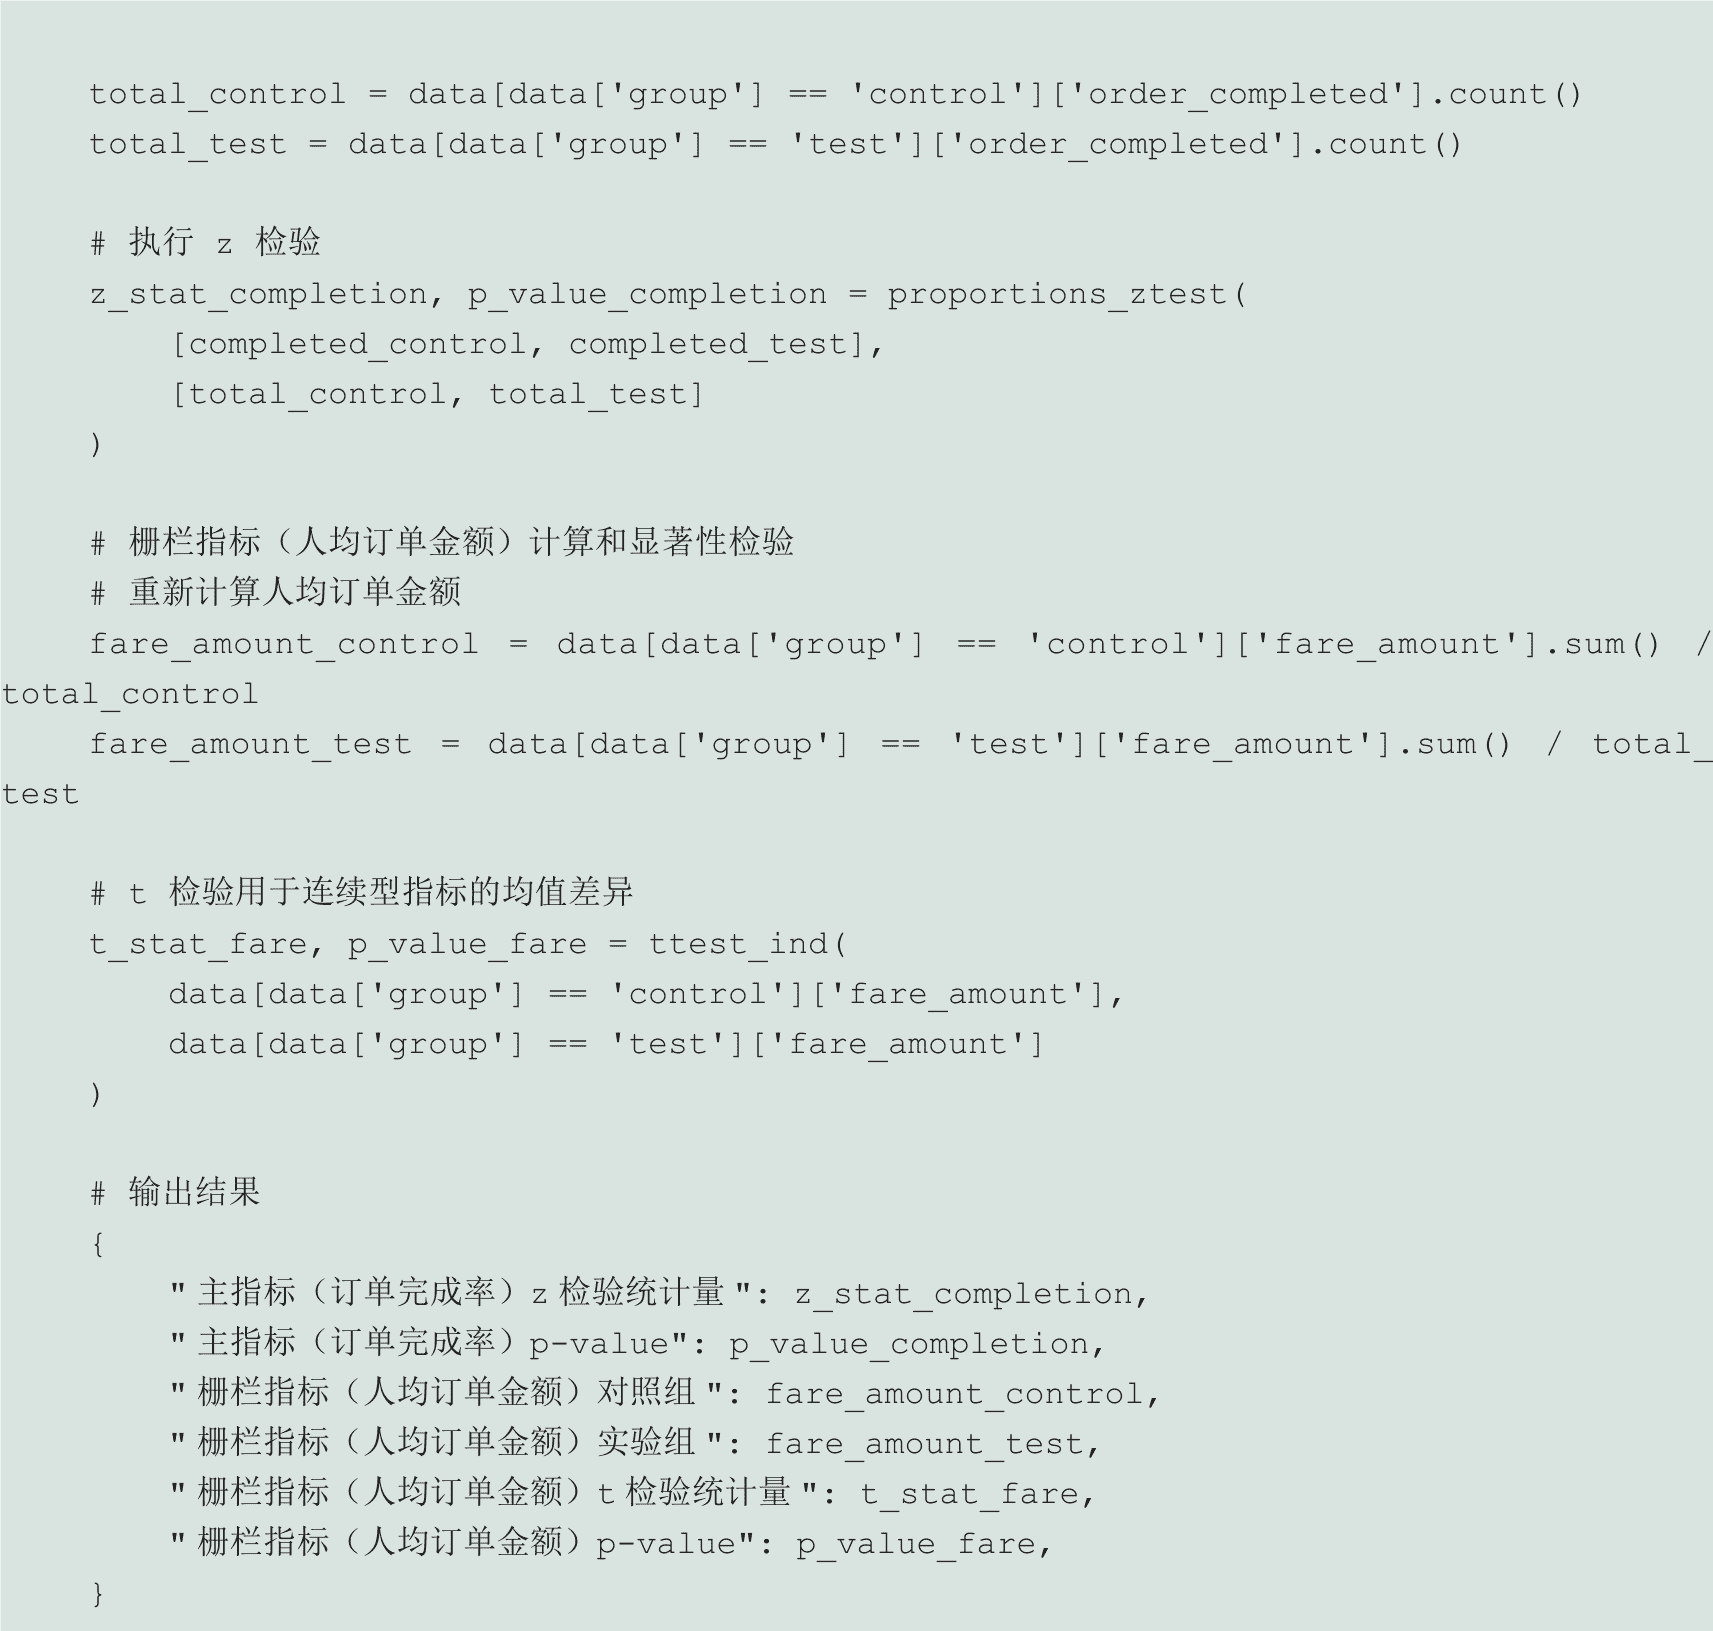 total_control = data[data['group'] == 'control']['order_completed'].count()
total_test = data[data['group'] == 'test']['order_completed'].count()
# 执行 z 检验
z_stat_completion, p_value_completion = proportions_ztest(
[completed_control, completed_test],
[total_control, total_test]
)
# 栅栏指标（人均订单金额）计算和显著性检验
# 重新计算人均订单金额
fare_amount_control = data[data['group'] == 'control']['fare_amount'].sum() /
total_control
fare_amount_test = data[data['group'] == 'test']['fare_amount'].sum() / total_
test
# t 检验用于连续型指标的均值差异
t_stat_fare, p_value_fare = ttest_ind(
data[data['group'] == 'control']['fare_amount'],
data[data['group'] == 'test']['fare_amount']
)
# 输出结果
{
"主指标（订单完成率）z 检验统计量": z_stat_completion,
"主指标（订单完成率）p-value": p_value_completion,
"栅栏指标（人均订单金额）对照组": fare_amount_control,
"栅栏指标（人均订单金额）实验组": fare_amount_test,
"栅栏指标（人均订单金额）t 检验统计量": t_stat_fare,
"栅栏指标（人均订单金额）p-value": p_value_fare,
}